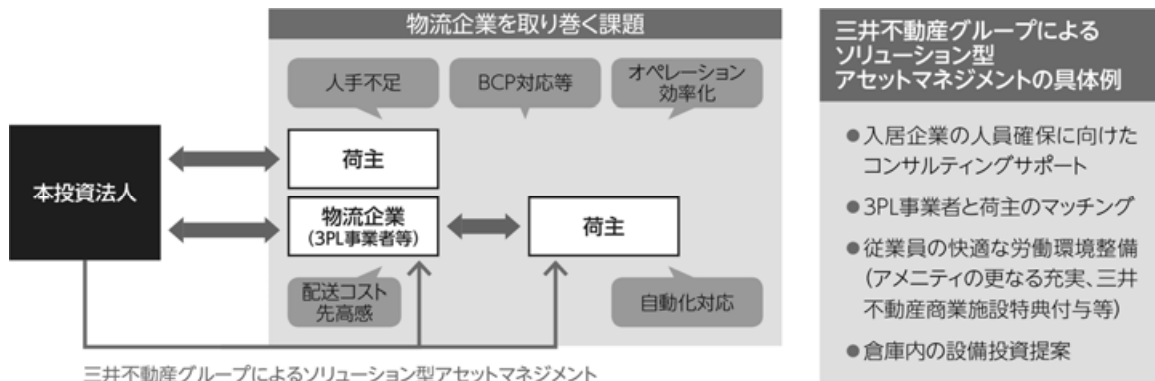 物流企業を取り巻く課題
人手不足
BCP対応等
オペレーション
効率化
本投資法人
荷主
物流企業
(3PL事業者等)
荷主
配送コスト
先高感
自動化対応
三井不動産グループによるソリューション型アセットマネジメント
三井不動産グループによる
ソリューション型
アセットマネジメントの具体例
●入居企業の人員確保に向けた
コンサルティングサポート
●3PL事業者と荷主のマッチング
●従業員の快適な労働環境整備
(アメニティの更なる充実、三井
不動産商業施設特典付与等)
●倉庫内の設備投資提案